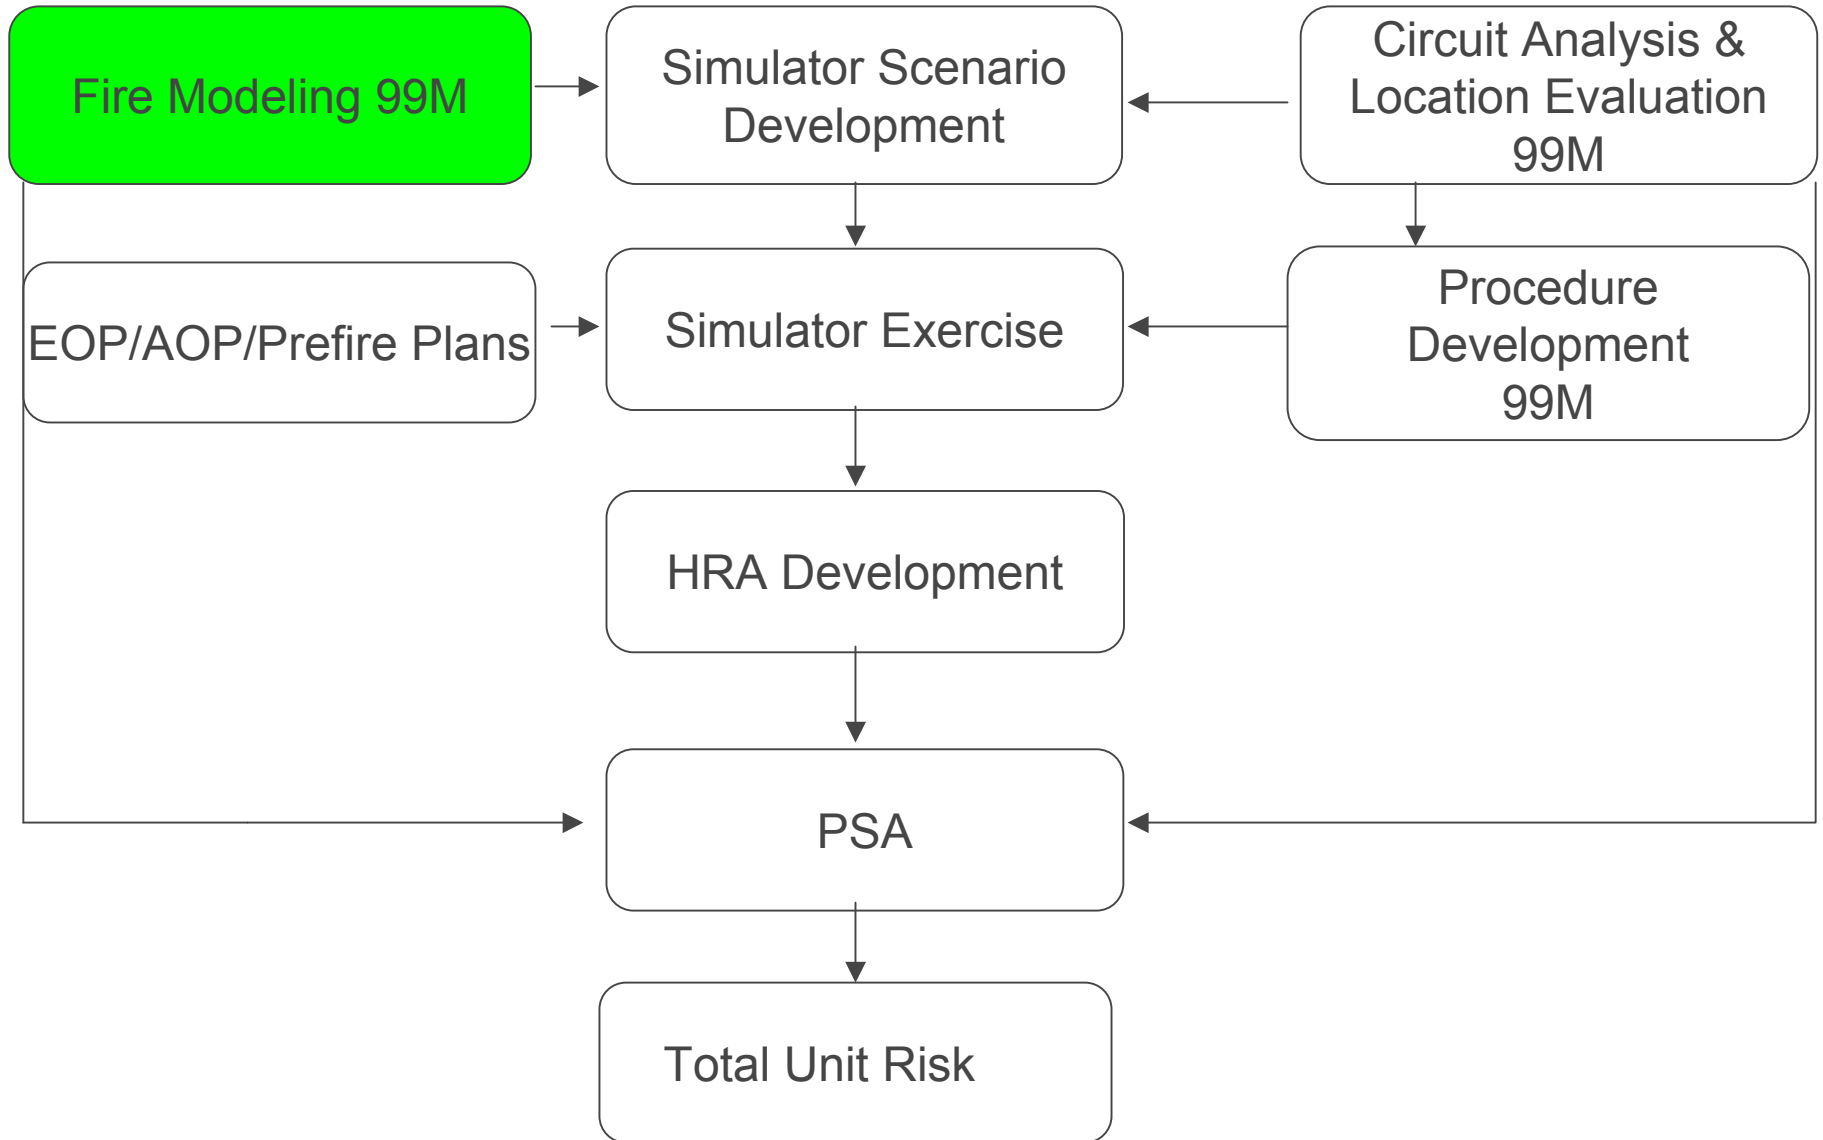 Fire Modeling 99M
Simulator Scenario
Development
Circuit Analysis &
Location Evaluation
99M
EOP/AOP/Prefire Plans
Simulator Exercise
Procedure
Development
99M
HRA Development
PSA
Total Unit Risk